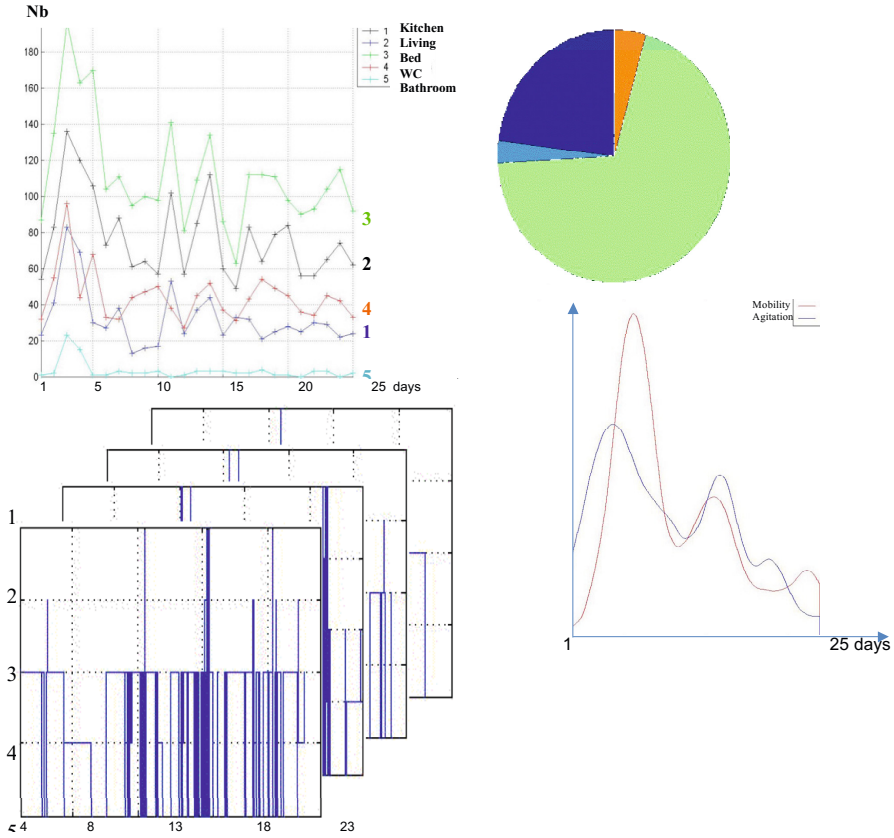 Nb
180
160
140
120
100
80
60
40
20
0
1 5 10 15 20 25 days
1 Kitchen
2 Living
3 Bed
4 WC
5 Bathroom
3
2
4
1
5
Mobility
Agitation
1 25 days
1
2
3
4
5
4 8 13 18 23